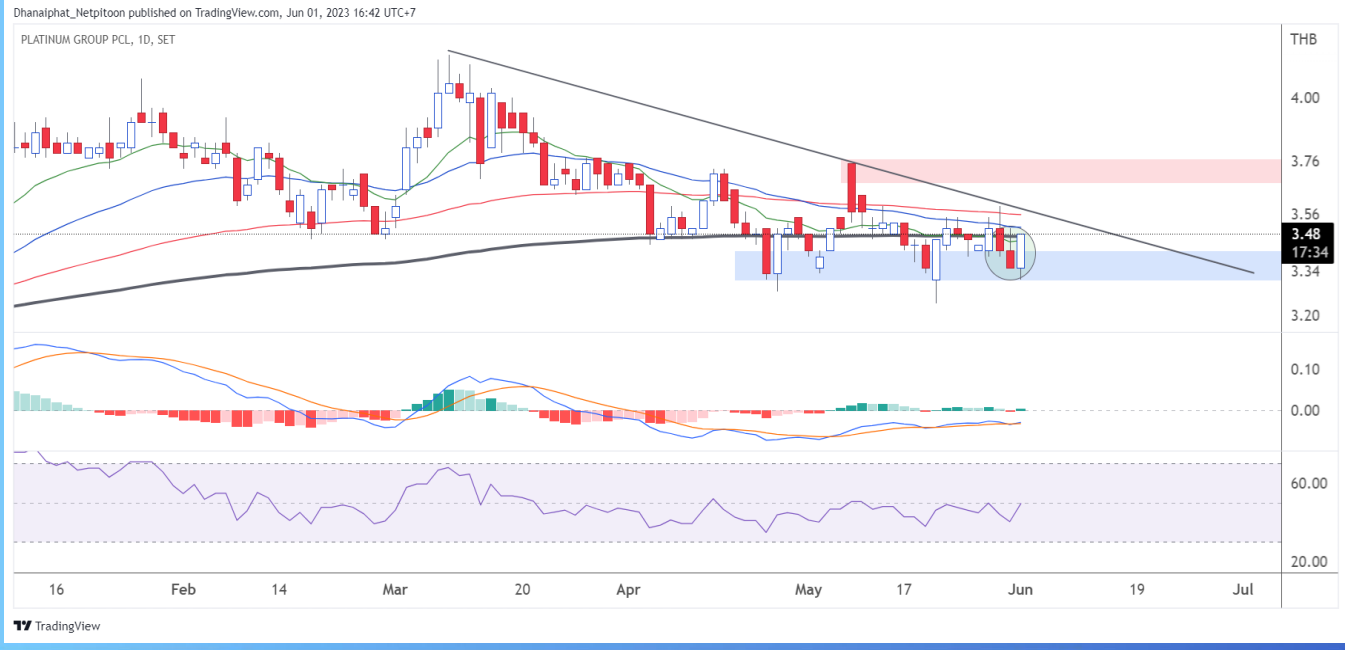 Dhanaiphat_Netpitoon published on TradingView.com, Jun 01, 2023 16:42 UTC+7
PLATINUM GROUP PCL, 1D, SET
THB
4.00
3.76
3.56
3.48
17:34
3.34
3.20
0.10
0.00
60.00
20.00
16 Feb 14 Mar 20 Apr May 17 Jun 19 Jul
TradingView